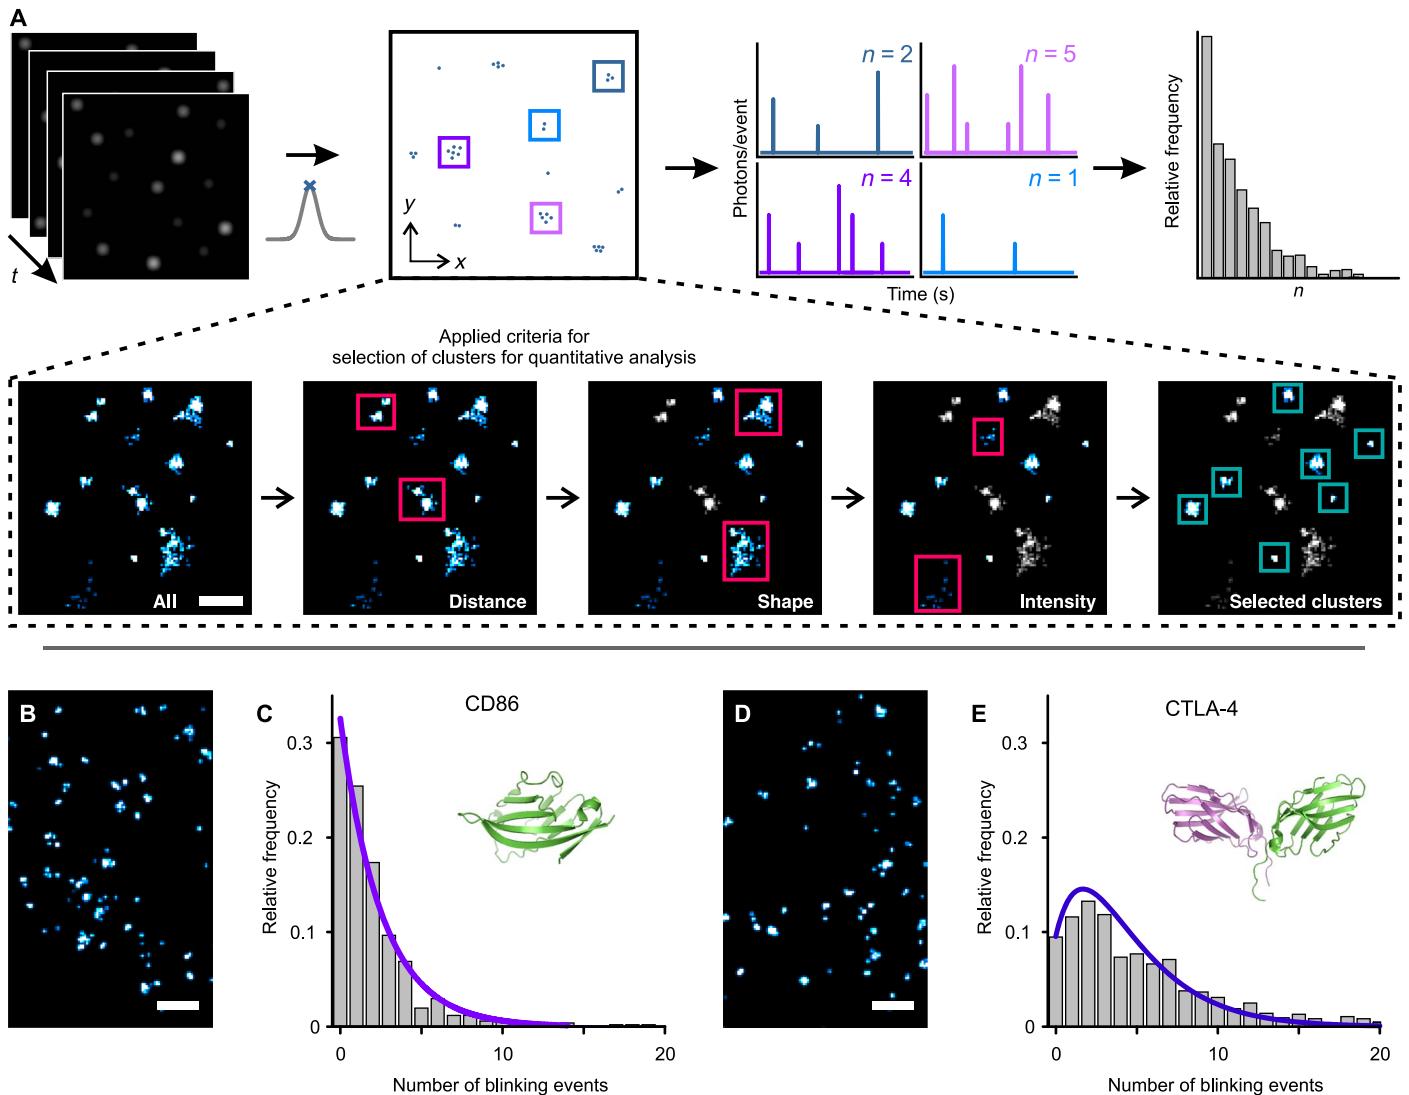 A
t
y
x
Photons/event
n = 2
n = 5
n = 4
n = 1
Time (s)
Relative frequency
n
Applied criteria for
selection of clusters for quantitative analysis
All
Distance
Shape
Intensity
Selected clusters
B
C
CD86
Relative frequency
0.3
0.2
0.1
0
0
10
20
Number of blinking events
D
E
CTLA-4
Relative frequency
0.3
0.2
0.1
0
0
10
20
Number of blinking events